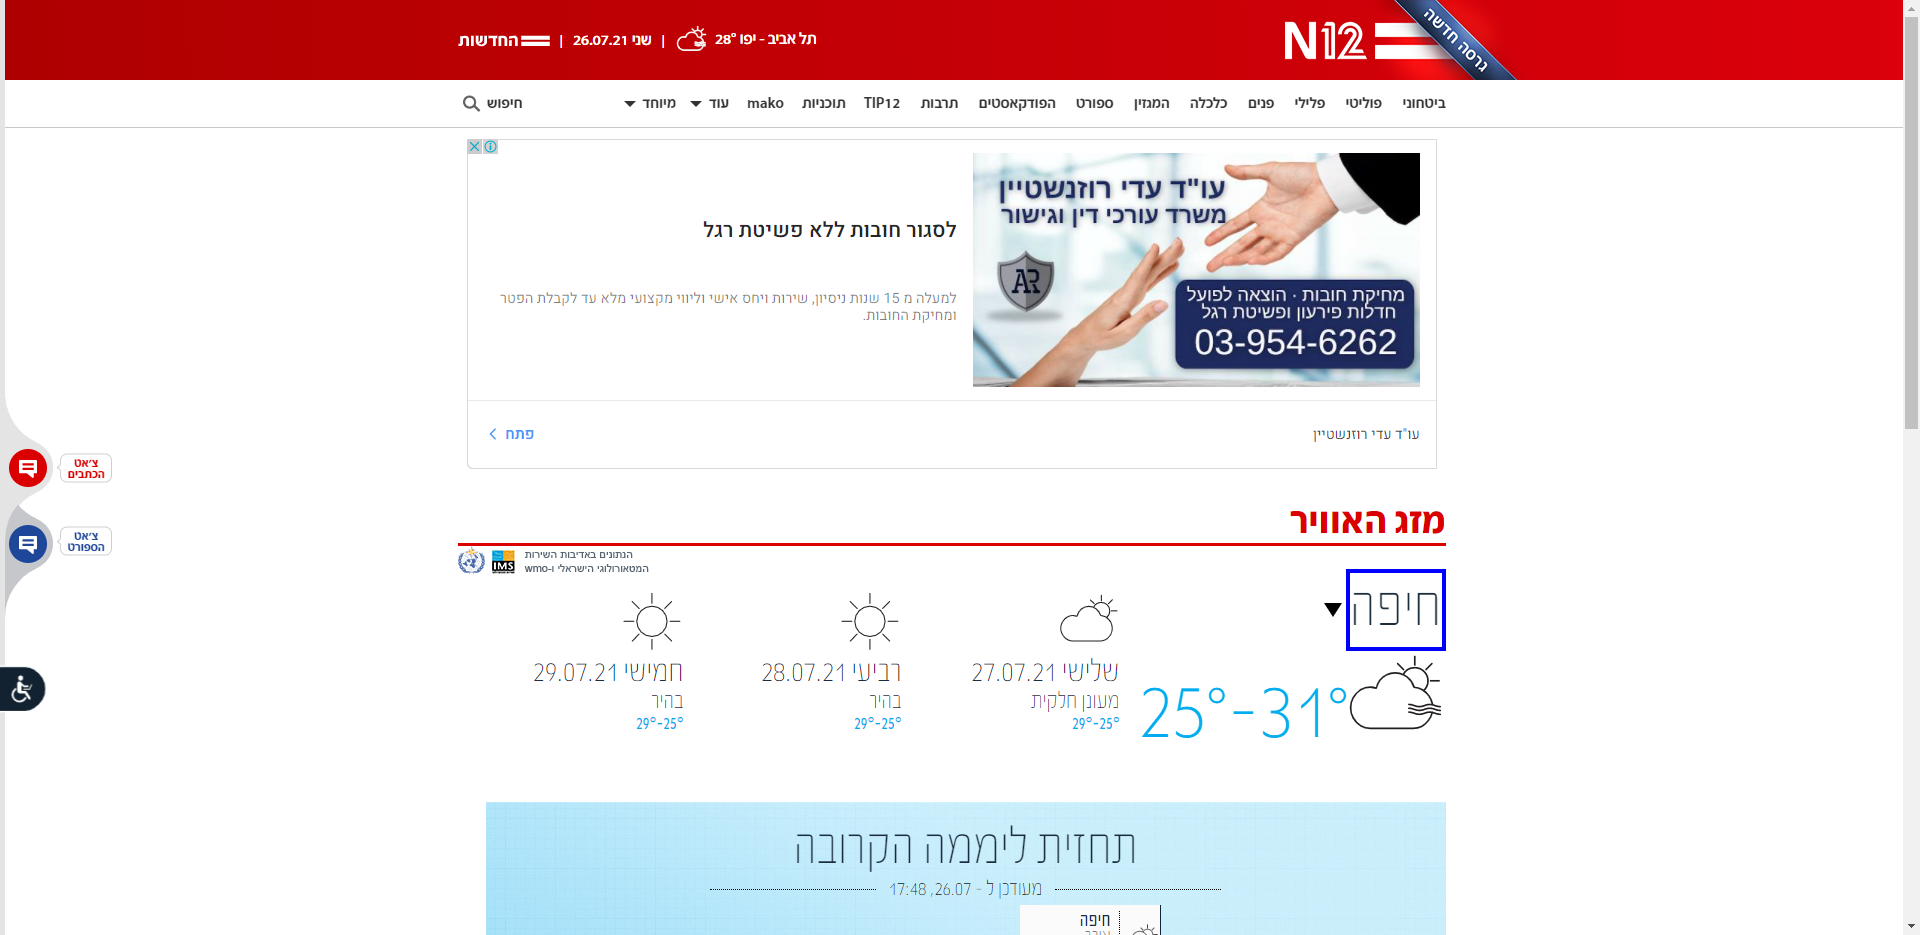 גרסה חדשה
N12
תל אביב - יפו 28° | שני 26.07.21 | החדשות
ביטחוני פוליטי פלילי פנים כלכלה המגזין ספורט הפודקאסטים תרבות TIP12 תוכניות mako עוד מיוחד חיפוש
עו"ד עדי רוזנשטיין
משרד עורכי דין וגישור
AR
מחיקת חובות · הוצאה לפועל
חדלות פירעון ופשיטת רגל
03-954-6262
לסגור חובות ללא פשיטת רגל
למעלה מ 15 שנות ניסיון, שירות ויחס אישי וליווי מקצועי מלא עד לקבלת הפטר
ומחיקת החובות.
עו"ד עדי רוזנשטיין
פתח
צ'אט
הכתבים
צ'אט
הספורט
מזג האוויר
הנתונים באדיבות השירות
המטאורולוגי הישראלי ו-wmo
IMS
חיפה
25°-31°
שלישי 27.07.21
מעונן חלקית
29°-25°
רביעי 28.07.21
בהיר
29°-25°
חמישי 29.07.21
בהיר
29°-25°
תחזית ליממה הקרובה
מעודכן ל - 26.07, 17:48
חיפה